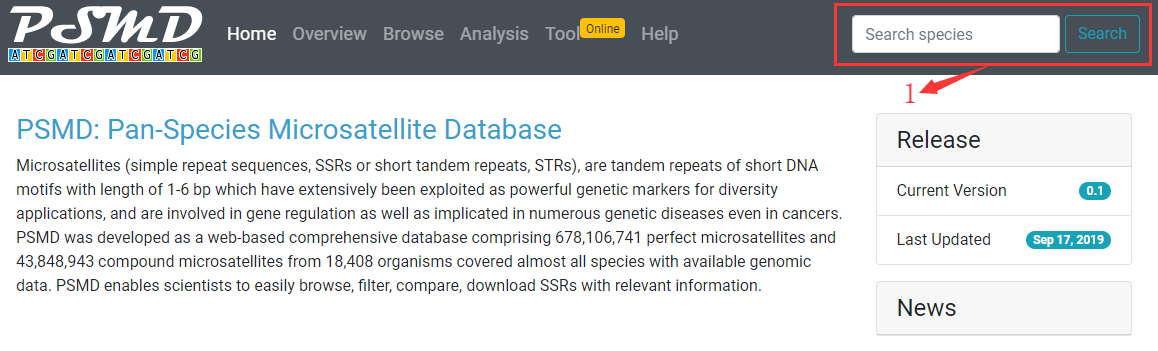 PSMD
ATCGATCGATCGATCG
Home Overview Browse Analysis Tool Online Help
Search species Search
1
PSMD: Pan-Species Microsatellite Database
Microsatellites (simple repeat sequences, SSRs or short tandem repeats, STRs), are tandem repeats of short DNA
motifs with length of 1-6 bp which have extensively been exploited as powerful genetic markers for diversity
applications, and are involved in gene regulation as well as implicated in numerous genetic diseases even in cancers.
PSMD was developed as a web-based comprehensive database comprising 678,106,741 perfect microsatellites and
43,848,943 compound microsatellites from 18,408 organisms covered almost all species with available genomic
data. PSMD enables scientists to easily browse, filter, compare, download SSRs with relevant information.
Release
Current Version 0.1
Last Updated Sep 17, 2019
News